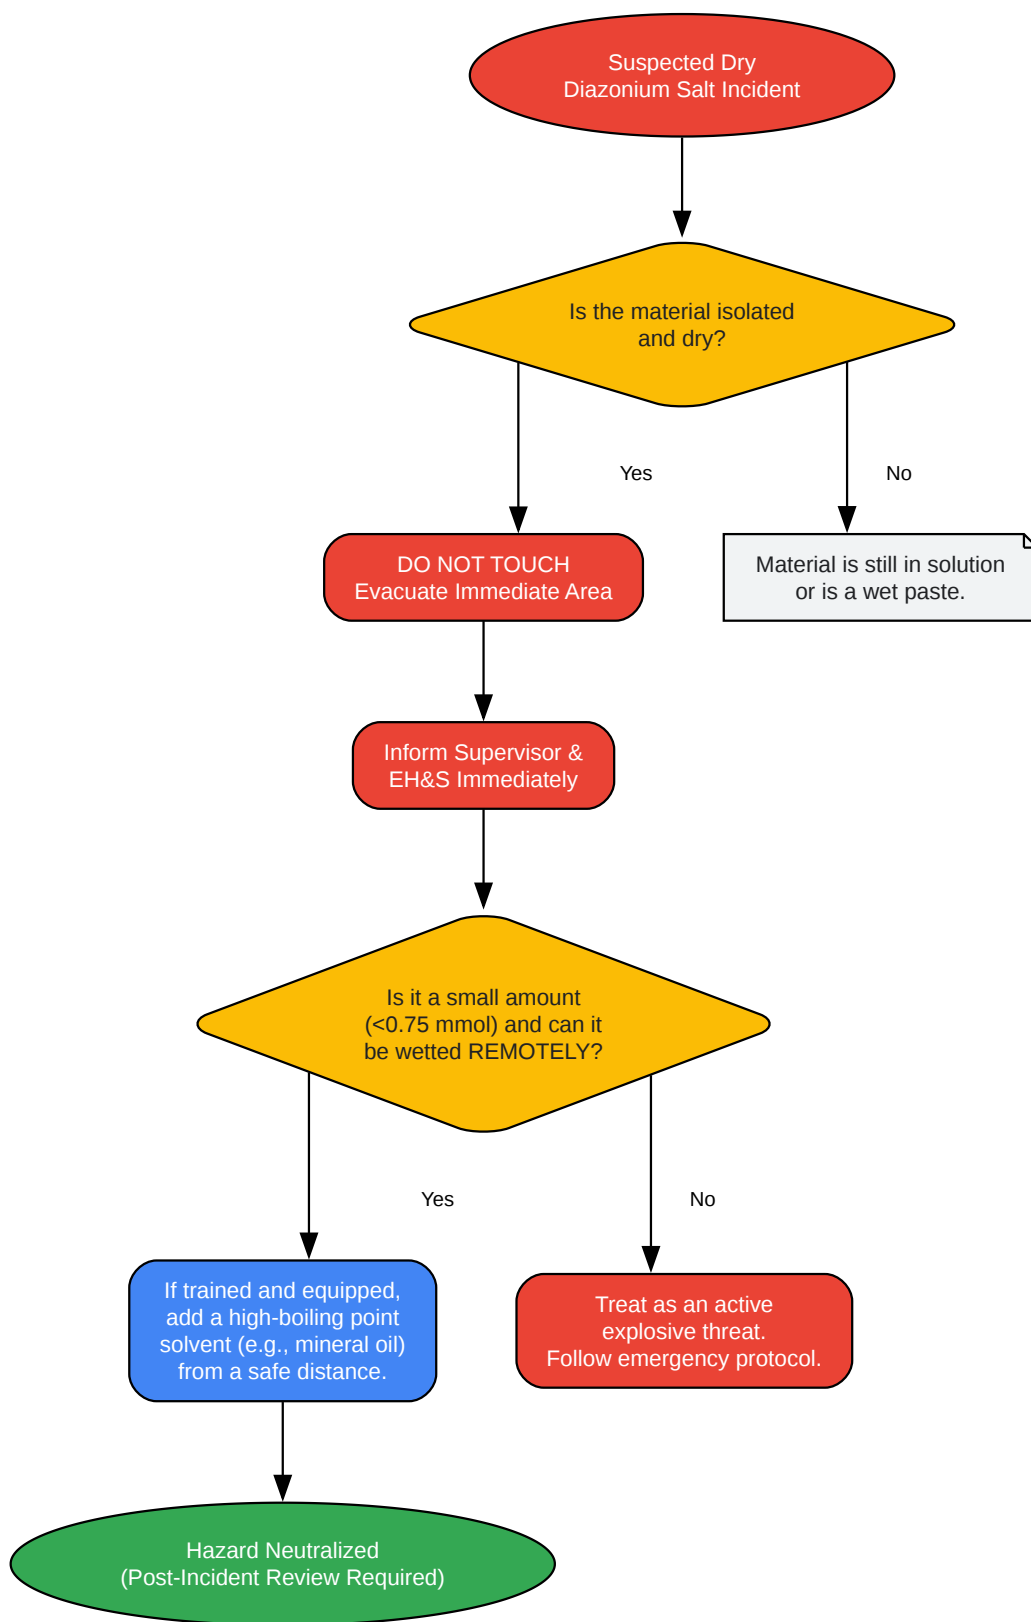 Suspected Dry
Diazonium Salt Incident
Is the material isolated
and dry?
Yes
No
DO NOT TOUCH
Evacuate Immediate Area
Material is still in solution
or is a wet paste.
Inform Supervisor &
EH&S Immediately
Is it a small amount
(<0.75 mmol) and can it
be wetted REMOTELY?
Yes
No
If trained and equipped,
add a high-boiling point
solvent (e.g., mineral oil)
from a safe distance.
Treat as an active
explosive threat.
Follow emergency protocol.
Hazard Neutralized
(Post-Incident Review Required)